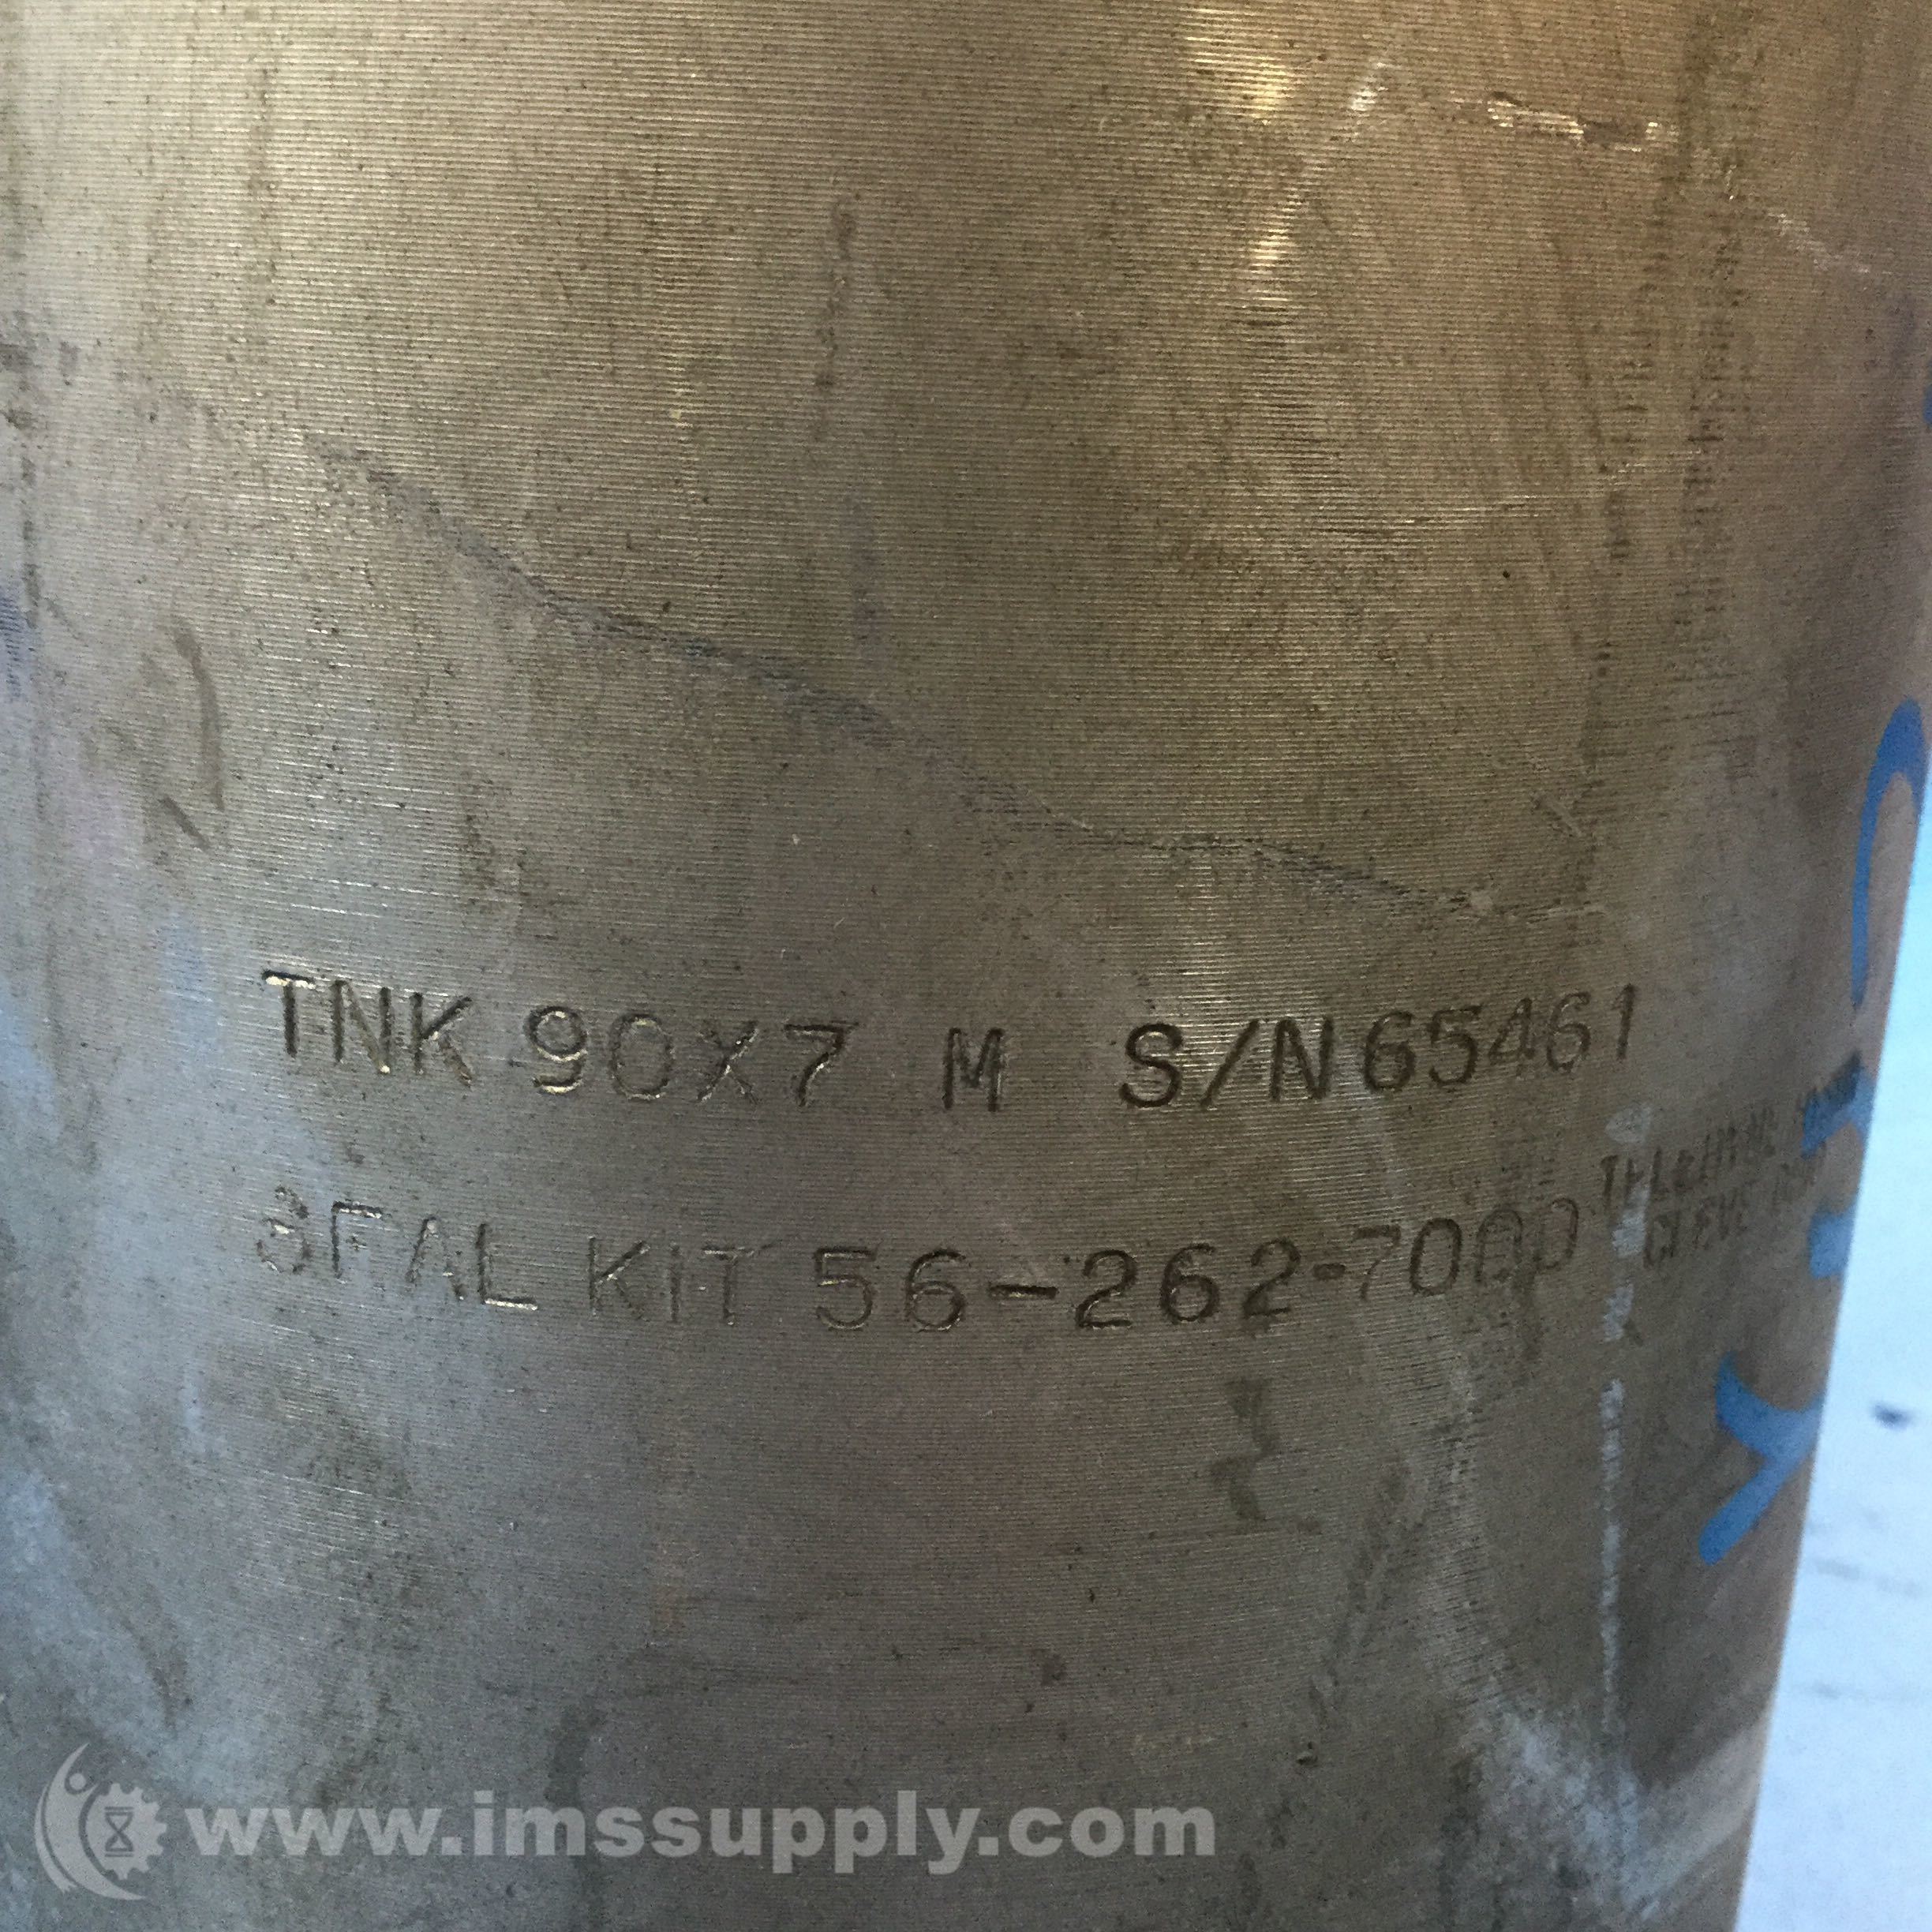 TNK 90X7 M S/N65461
SEAL KIT 56-262-7000
www.imssupply.com